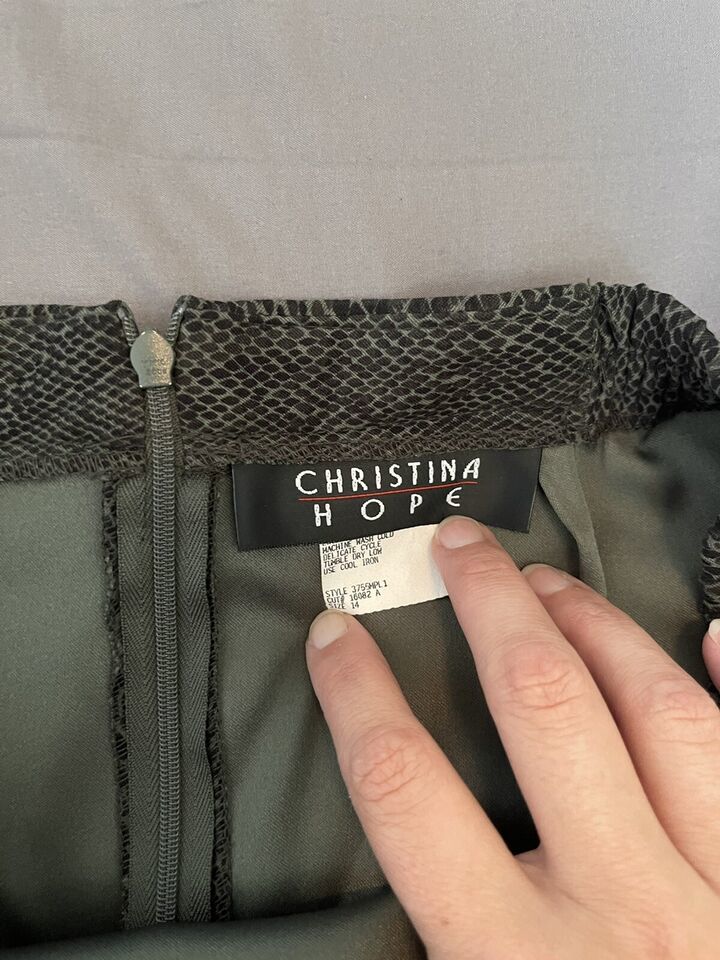 CHRISTINA
HOPE
MACHINE WASH COLD
DELICATE CYCLE
TUMBLE DRY LOW
USE COOL IRON
STYLE 3755MPL1
CUT# 16082 A
SIZE 14